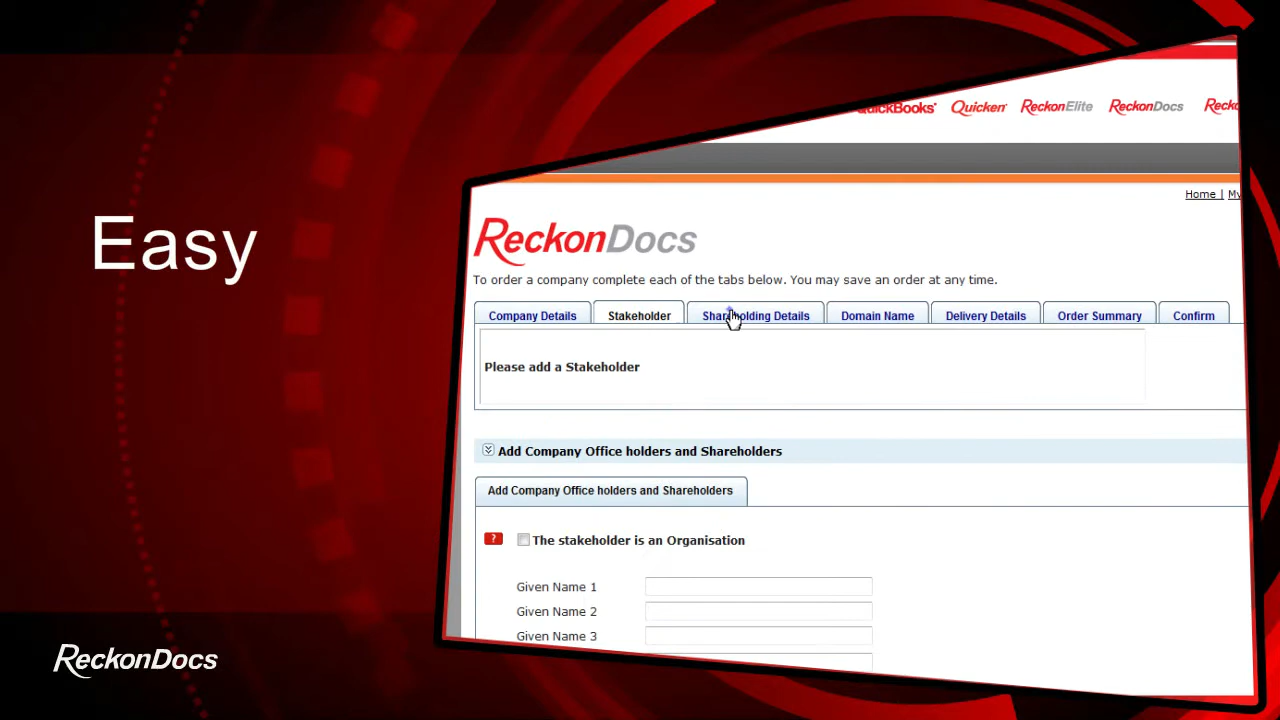 Easy
QuickBooks Quicken ReckonElite ReckonDocs
Home |
ReckonDocs
To order a company complete each of the tabs below. You may save an order at any time.
Company Details Stakeholder Shareholding Details Domain Name Delivery Details Order Summary Confirm
Please add a Stakeholder
Add Company Office holders and Shareholders
Add Company Office holders and Shareholders
? The stakeholder is an Organisation
Given Name 1
Given Name 2
Given Name 3
ReckonDocs